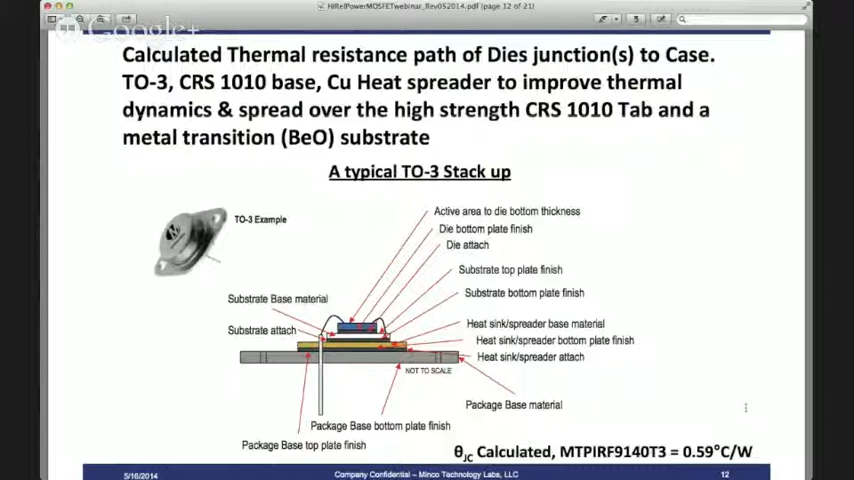 HiRelPowerMOSFETwebinar_Rev052014.pdf (page 12 of 21)
Google+
Calculated Thermal resistance path of Dies junction(s) to Case.
TO-3, CRS 1010 base, Cu Heat spreader to improve thermal
dynamics & spread over the high strength CRS 1010 Tab and a
metal transition (BeO) substrate
A typical TO-3 Stack up
TO-3 Example
Active area to die bottom thickness
Die bottom plate finish
Die attach
Substrate top plate finish
Substrate bottom plate finish
Substrate Base material
Substrate attach
Heat sink/spreader base material
Heat sink/spreader bottom plate finish
Heat sink/spreader attach
NOT TO SCALE
Package Base material
Package Base bottom plate finish
Package Base top plate finish
θJC Calculated, MTPIRF9140T3 = 0.59°C/W
5/16/2014
Company Confidential – Minco Technology Labs, LLC
12